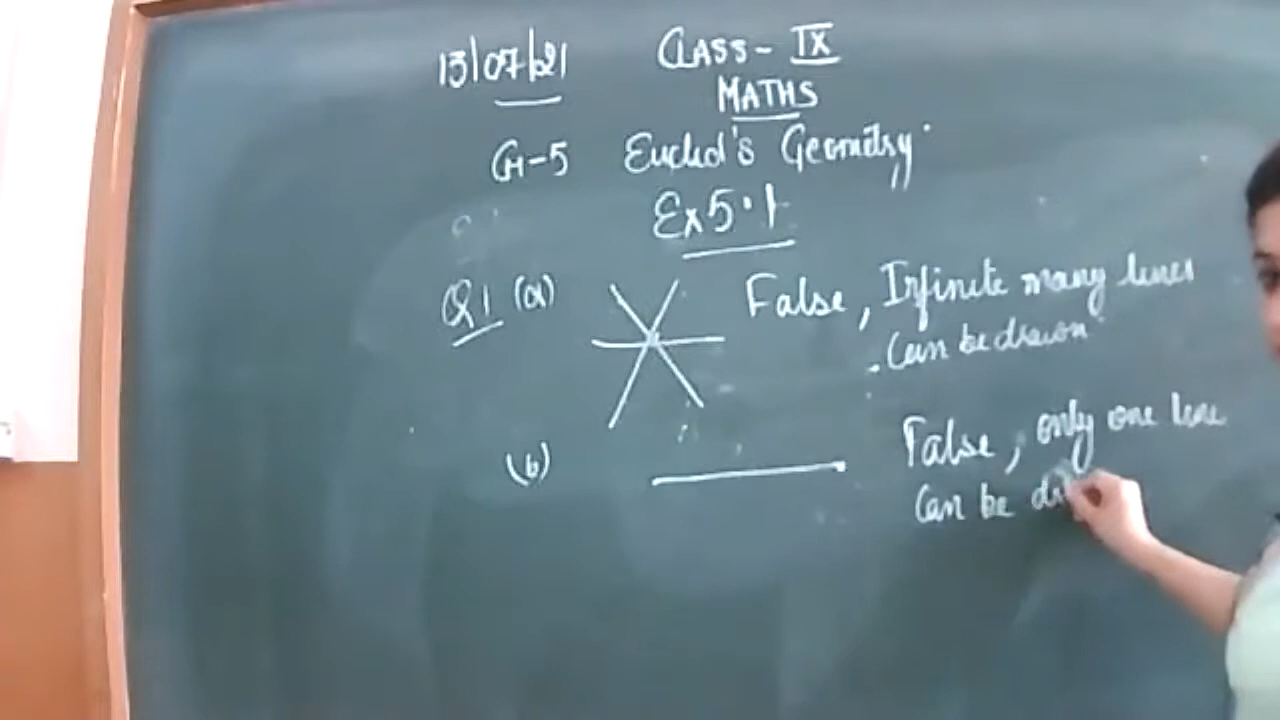 13/07/21 CLASS - IX
MATHS
CH-5 Euclid's Geometry
Ex 5.1
Q1 (a) False, Infinite many lines
can be drawn
(b) False, only one line
can be